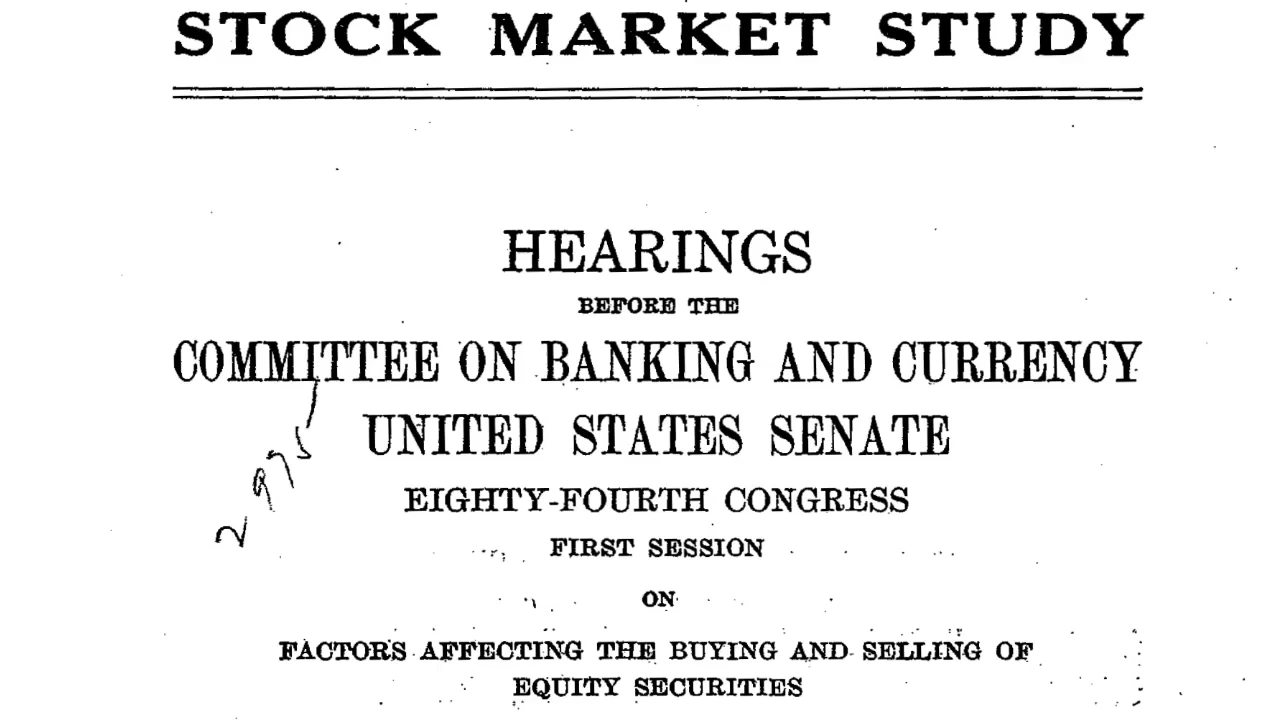 STOCK MARKET STUDY
HEARINGS
BEFORE THE
COMMITTEE ON BANKING AND CURRENCY
UNITED STATES SENATE
2975
EIGHTY-FOURTH CONGRESS
FIRST SESSION
ON
FACTORS AFFECTING THE BUYING AND SELLING OF
EQUITY SECURITIES